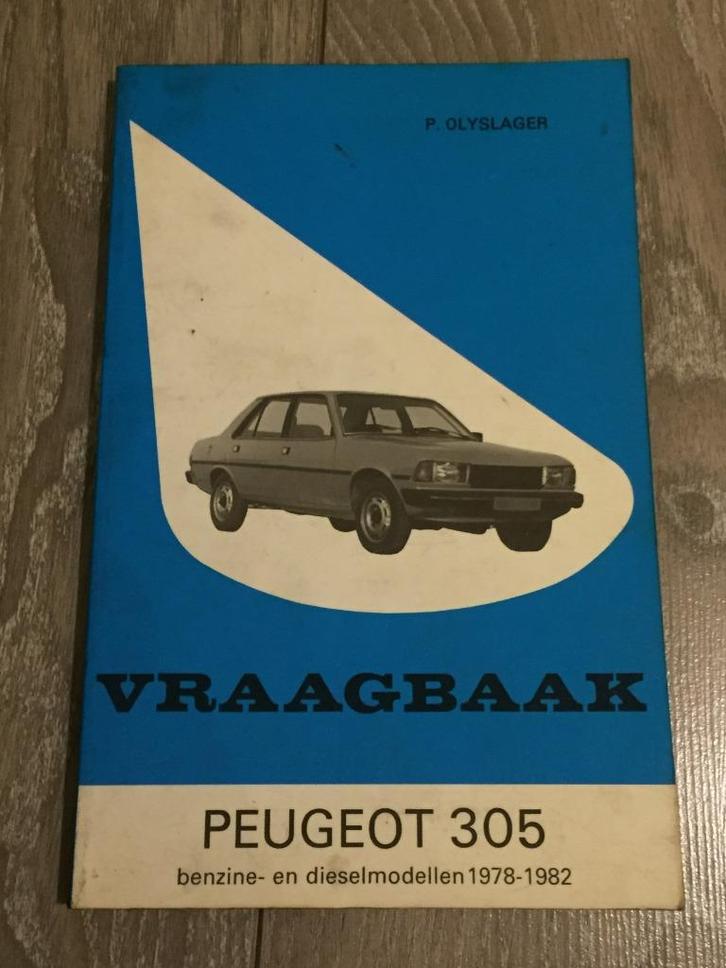 P. OLYSLAGER
VRAAGBAAK
PEUGEOT 305
benzine- en dieselmodellen 1978-1982